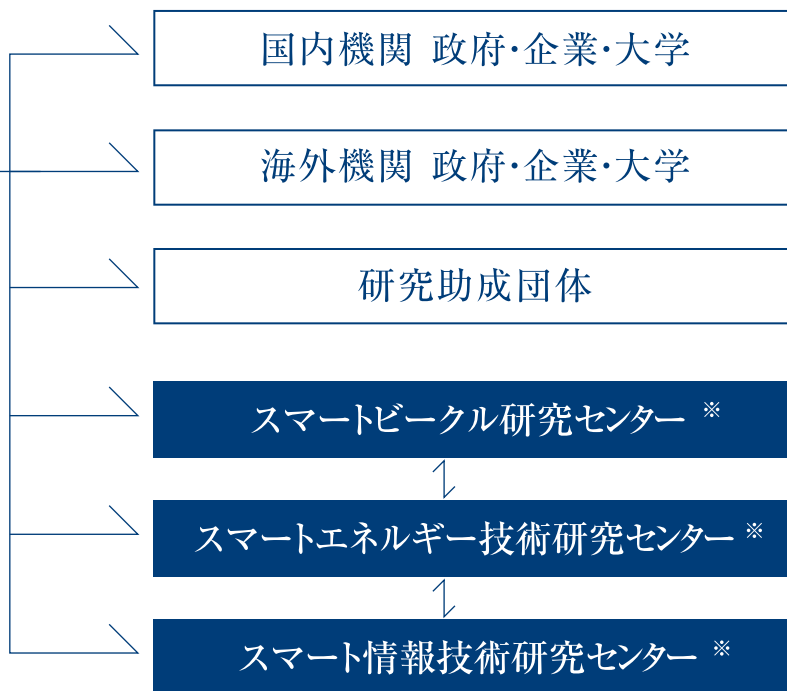 国内機関 政府・企業・大学
海外機関 政府・企業・大学
研究助成団体
スマートビークル研究センター ※
スマートエネルギー技術研究センター ※
スマート情報技術研究センター ※